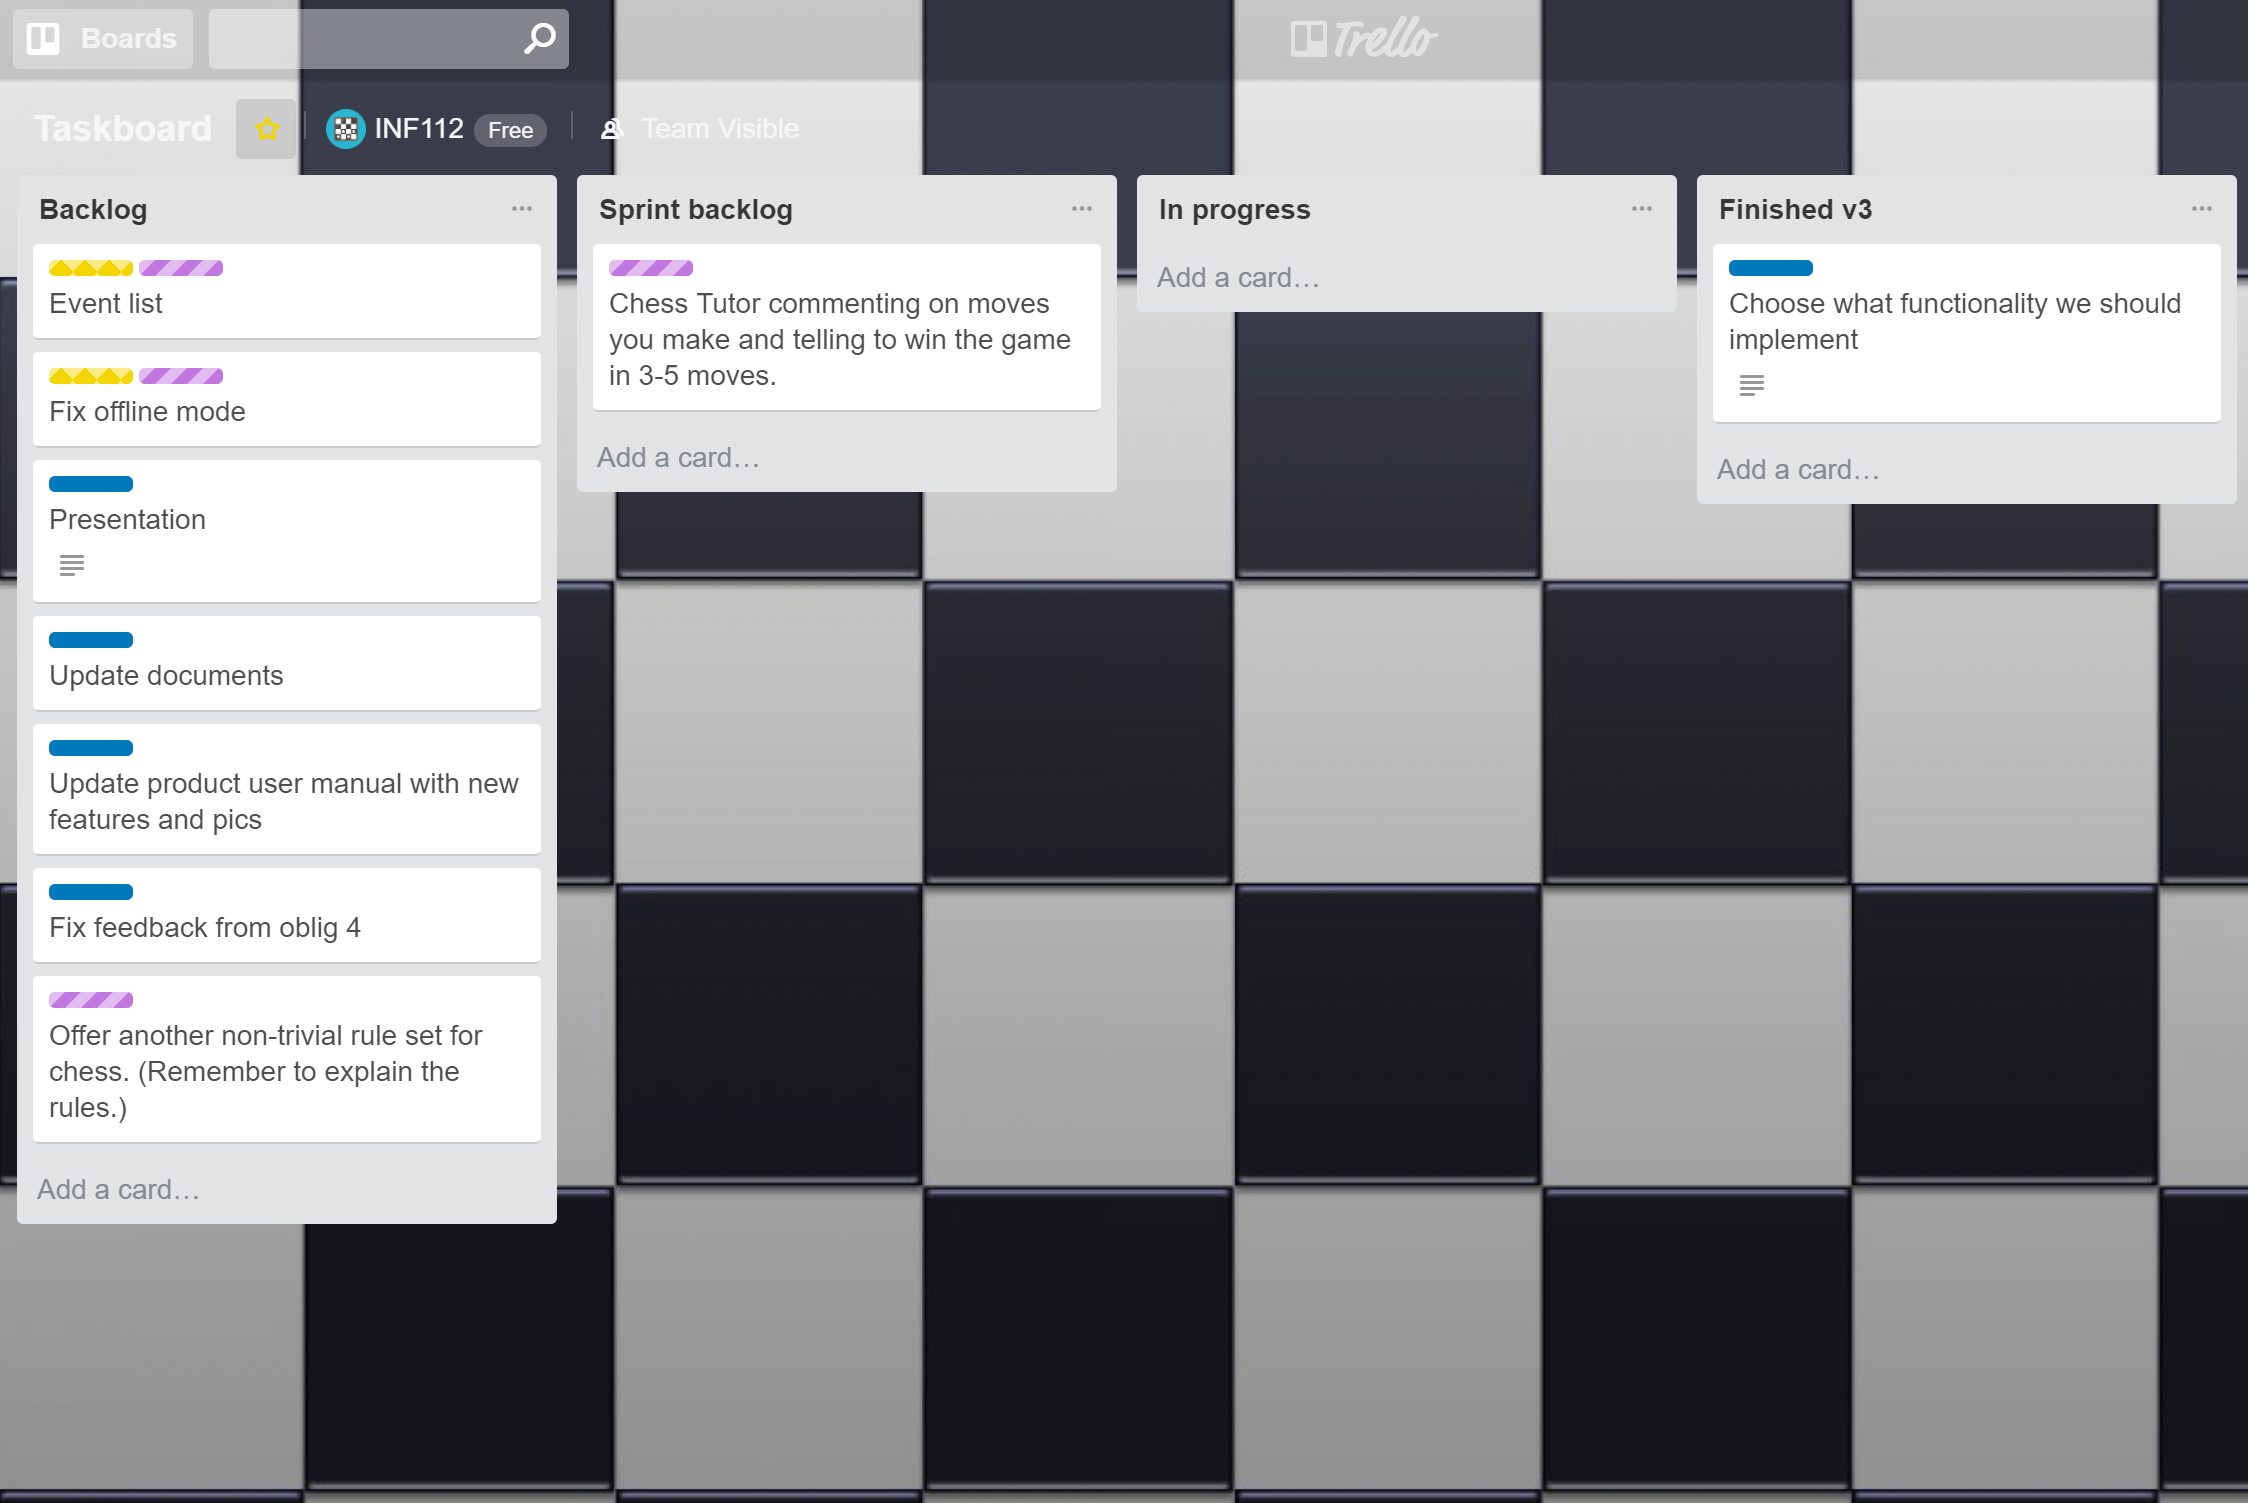 Boards
Trello
Taskboard
INF112 Free
Team Visible
Backlog
Event list
Fix offline mode
Presentation
Update documents
Update product user manual with new
features and pics
Fix feedback from oblig 4
Offer another non-trivial rule set for
chess. (Remember to explain the
rules.)
Add a card…
Sprint backlog
Chess Tutor commenting on moves
you make and telling to win the game
in 3-5 moves.
Add a card…
In progress
Add a card…
Finished v3
Choose what functionality we should
implement
Add a card…